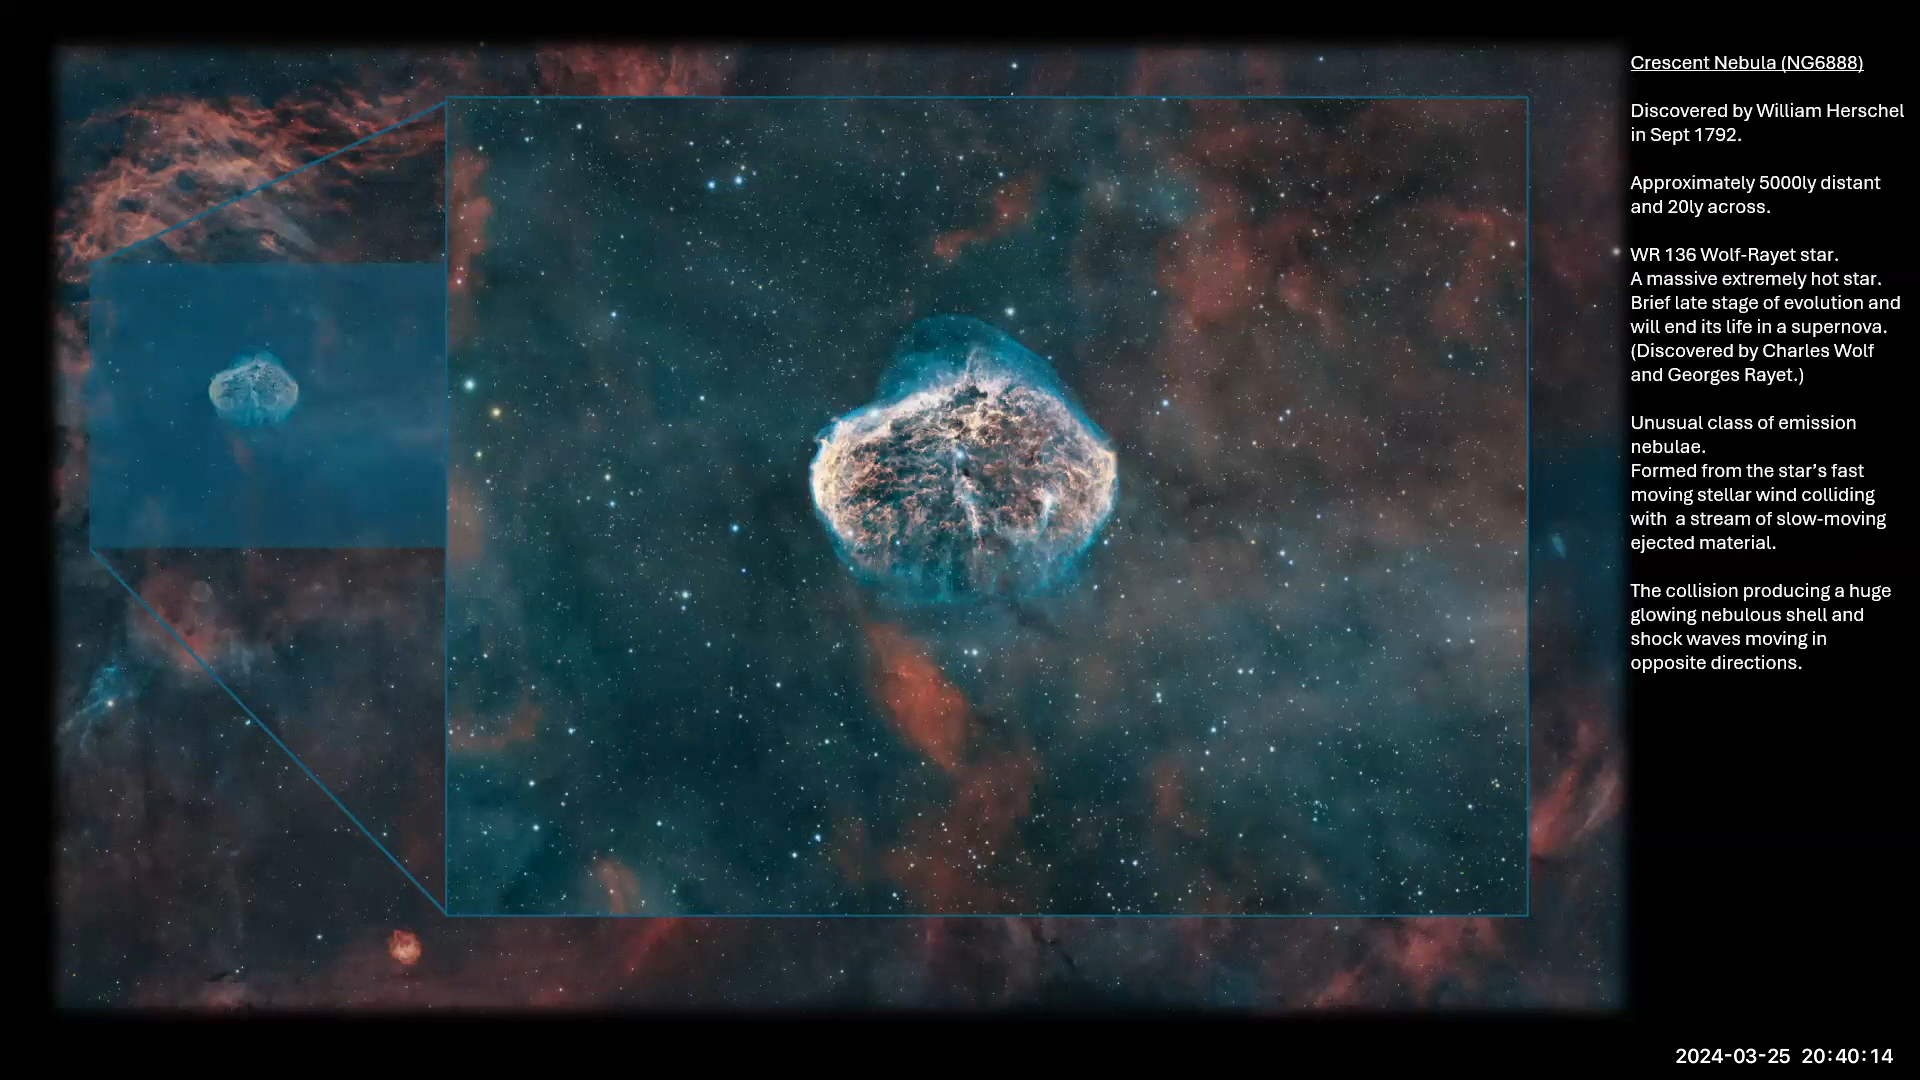 Crescent Nebula (NG6888)
Discovered by William Herschel
in Sept 1792.
Approximately 5000ly distant
and 20ly across.
WR 136 Wolf-Rayet star.
A massive extremely hot star.
Brief late stage of evolution and
will end its life in a supernova.
(Discovered by Charles Wolf
and Georges Rayet.)
Unusual class of emission
nebulae.
Formed from the star’s fast
moving stellar wind colliding
with  a stream of slow-moving
ejected material.
The collision producing a huge
glowing nebulous shell and
shock waves moving in
opposite directions.
2024-03-25 20:40:14